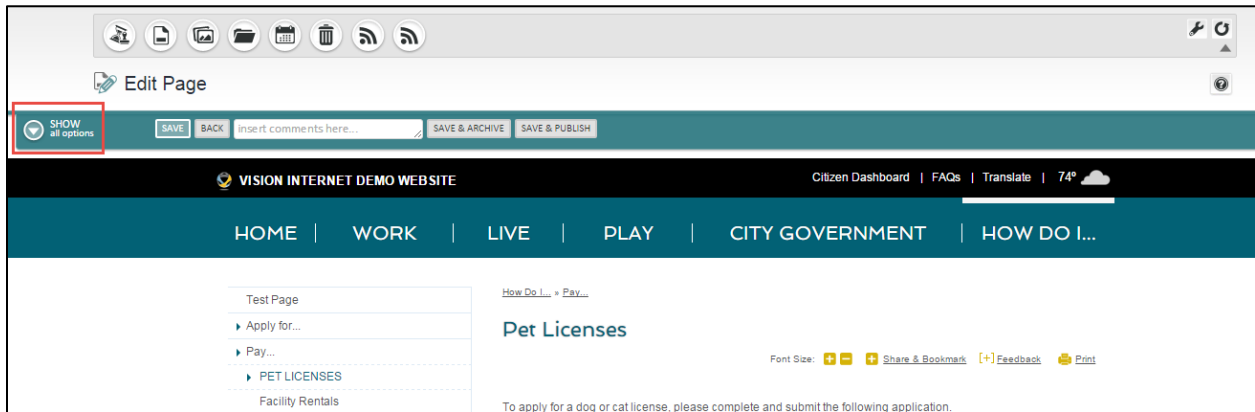 Edit Page
SHOW
all options
SAVE BACK insert comments here... SAVE & ARCHIVE SAVE & PUBLISH
VISION INTERNET DEMO WEBSITE
Citizen Dashboard | FAQs | Translate | 74º
HOME | WORK | LIVE | PLAY | CITY GOVERNMENT | HOW DO I...
Test Page
Apply for...
Pay...
PET LICENSES
Facility Rentals
How Do I... » Pay...
Pet Licenses
Font Size: Share & Bookmark [+] Feedback Print
To apply for a dog or cat license, please complete and submit the following application.